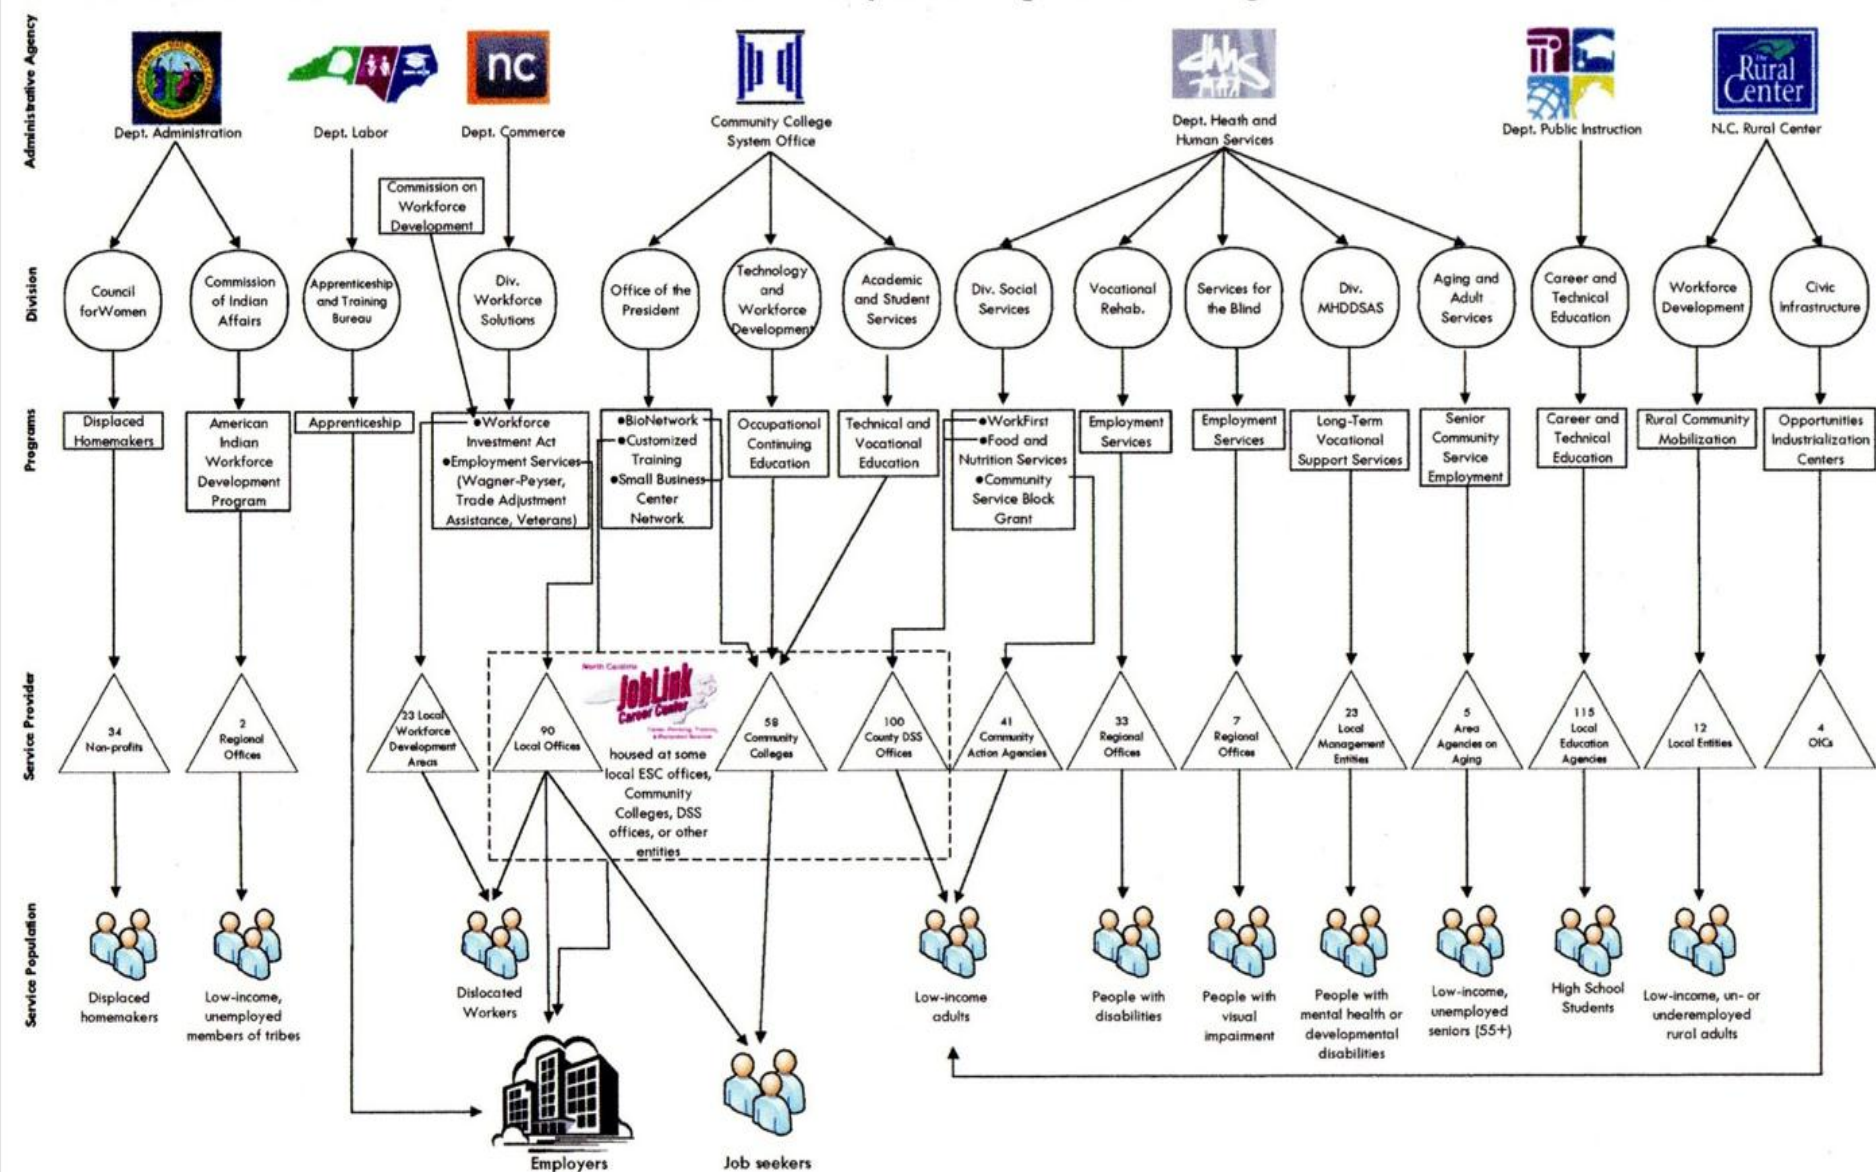 Administrative Agency
nc
dhhs
The
Rural
Center
Dept. Administration
Dept. Labor
Dept. Commerce
Community College
System Office
Dept. Heath and
Human Services
Dept. Public Instruction
N.C. Rural Center
Commission on
Workforce
Development
Division
Council
forWomen
Commission
of Indian
Affairs
Apprenticeship
and Training
Bureau
Div.
Workforce
Solutions
Office of the
President
Technology
and
Workforce
Development
Academic
and Student
Services
Div. Social
Services
Vocational
Rehab.
Services for
the Blind
Div.
MHDDSAS
Aging and
Adult
Services
Career and
Technical
Education
Workforce
Development
Civic
Infrastructure
Programs
Displaced
Homemakers
American
Indian
Workforce
Development
Program
Apprenticeship
•Workforce
Investment Act
•Employment Services
(Wagner-Peyser,
Trade Adjustment
Assistance, Veterans)
•BioNetwork
•Customized
Training
•Small Business
Center
Network
Occupational
Continuing
Education
Technical and
Vocational
Education
•WorkFirst
•Food and
Nutrition Services
•Community
Service Block
Grant
Employment
Services
Employment
Services
Long-Term
Vocational
Support Services
Senior
Community
Service
Employment
Career and
Technical
Education
Rural Community
Mobilization
Opportunities
Industrialization
Centers
Service Provider
34
Non-profits
2
Regional
Offices
23 Local
Workforce
Development
Areas
90
Local Offices
North Carolina
JobLink
Career Center
housed at some
local ESC offices,
Community
Colleges, DSS
offices, or other
entities
58
Community
Colleges
100
County DSS
Offices
41
Community
Action Agencies
33
Regional
Offices
7
Regional
Offices
23
Local
Management
Entities
5
Area
Agencies on
Aging
115
Local
Education
Agencies
12
Local Entities
4
OICs
Service Population
Displaced
homemakers
Low-income,
unemployed
members of tribes
Dislocated
Workers
Low-income
adults
People with
disabilities
People with
visual
impairment
People with
mental health or
developmental
disabilities
Low-income,
unemployed
seniors (55+)
High School
Students
Low-income, un- or
underemployed
rural adults
Employers
Job seekers